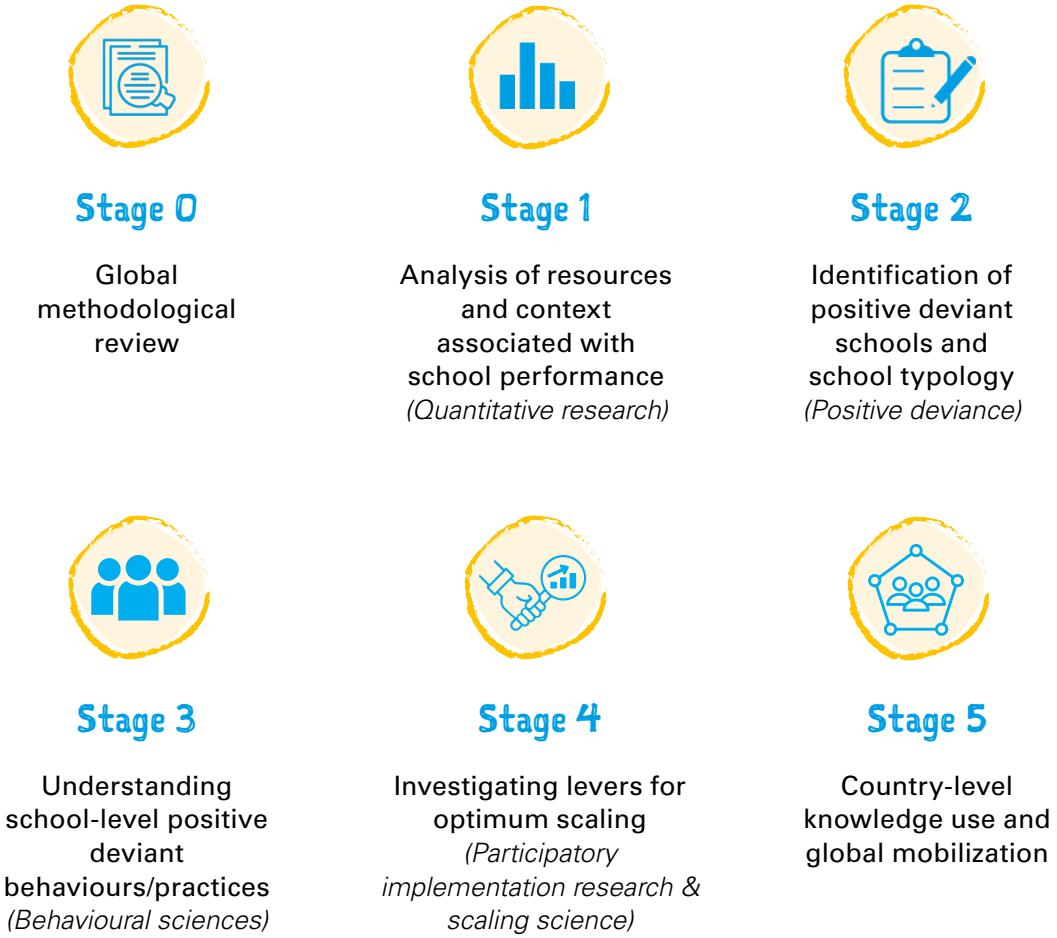 Stage 0
Global
methodological
review
Stage 1
Analysis of resources
and context
associated with
school performance
(Quantitative research)
Stage 2
Identification of
positive deviant
schools and
school typology
(Positive deviance)
Stage 3
Understanding
school-level positive
deviant
behaviours/practices
(Behavioural sciences)
Stage 4
Investigating levers for
optimum scaling
(Participatory
implementation research &
scaling science)
Stage 5
Country-level
knowledge use and
global mobilization